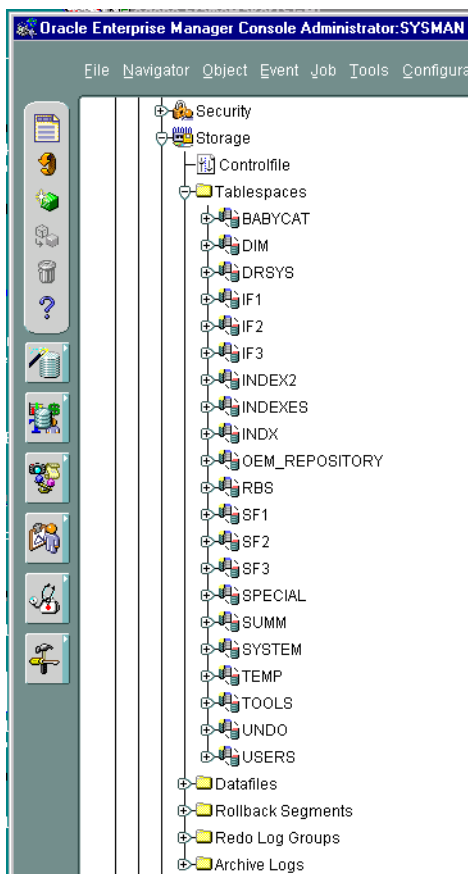 Oracle Enterprise Manager Console Administrator:SYSMAN
File Navigator Object Event Job Tools Configura
Security
Storage
Controlfile
Tablespaces
BABYCAT
DIM
DRSYS
IF1
IF2
IF3
INDEX2
INDEXES
INDX
OEM_REPOSITORY
RBS
SF1
SF2
SF3
SPECIAL
SUMM
SYSTEM
TEMP
TOOLS
UNDO
USERS
Datafiles
Rollback Segments
Redo Log Groups
Archive Logs